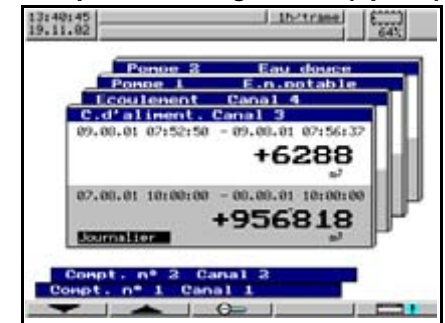 13:40:45 1h/trame
19.11.02 64%
Pompe 2 Eau douce
Pompe 1 E.n.potable
Ecoulement Canal 4
C.d'aliment. Canal 3
09.08.01 07:52:50 - 09.08.01 07:56:37
+6288
m³
07.08.01 10:00:00 - 08.08.01 10:00:00
+956818
Journalier m³
Compt. n° 2 Canal 2
Compt. n° 1 Canal 1